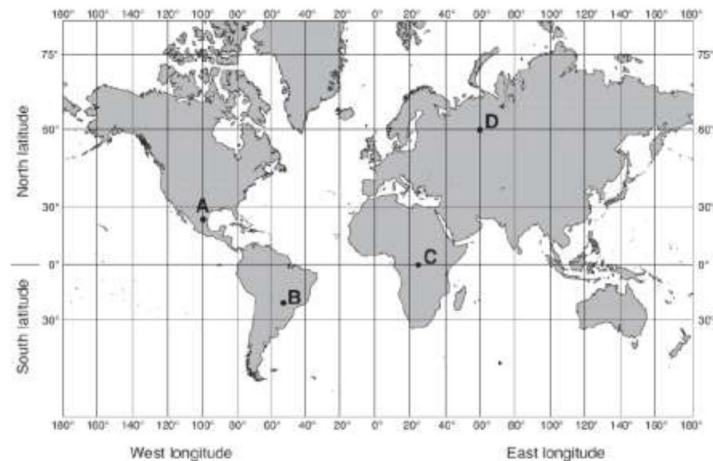 180° 140° 120° 100° 80° 60° 40° 20° 0° 20° 40° 60° 80° 100° 120° 140° 160° 180°
75° 75°
60° 60°
30° 30°
0° 0°
30° 30°
North latitude
South latitude
D
A
C
B
180° 160° 140° 120° 100° 80° 60° 40° 20° 0° 20° 40° 60° 80° 100° 120° 140° 160° 180°
West longitude East longitude